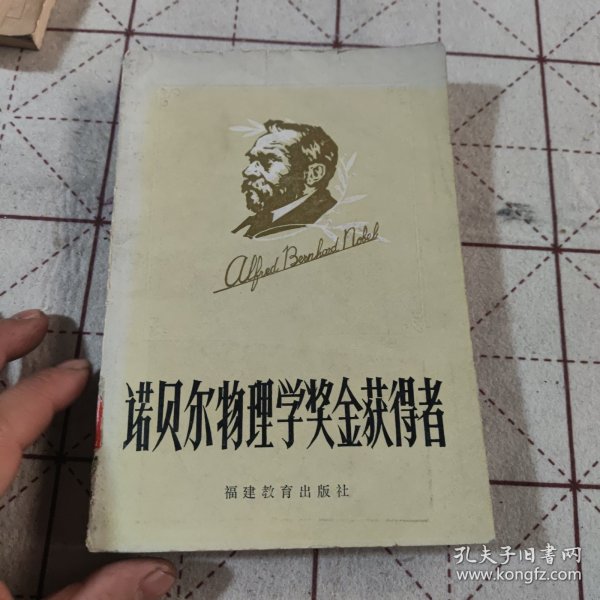 Alfred Bernhard Nobel
诺贝尔物理学奖金获得者
福建教育出版社
孔夫子旧书网
www.kongfz.com